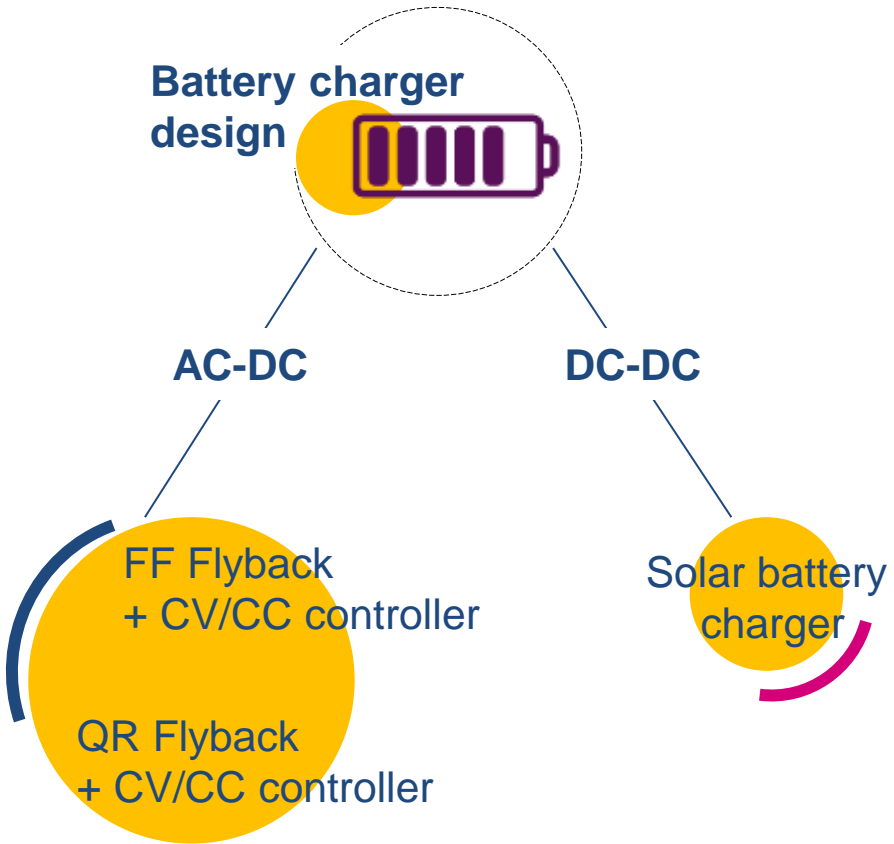 Battery charger
design
AC-DC
DC-DC
FF Flyback
+ CV/CC controller
Solar battery
charger
QR Flyback
+ CV/CC controller